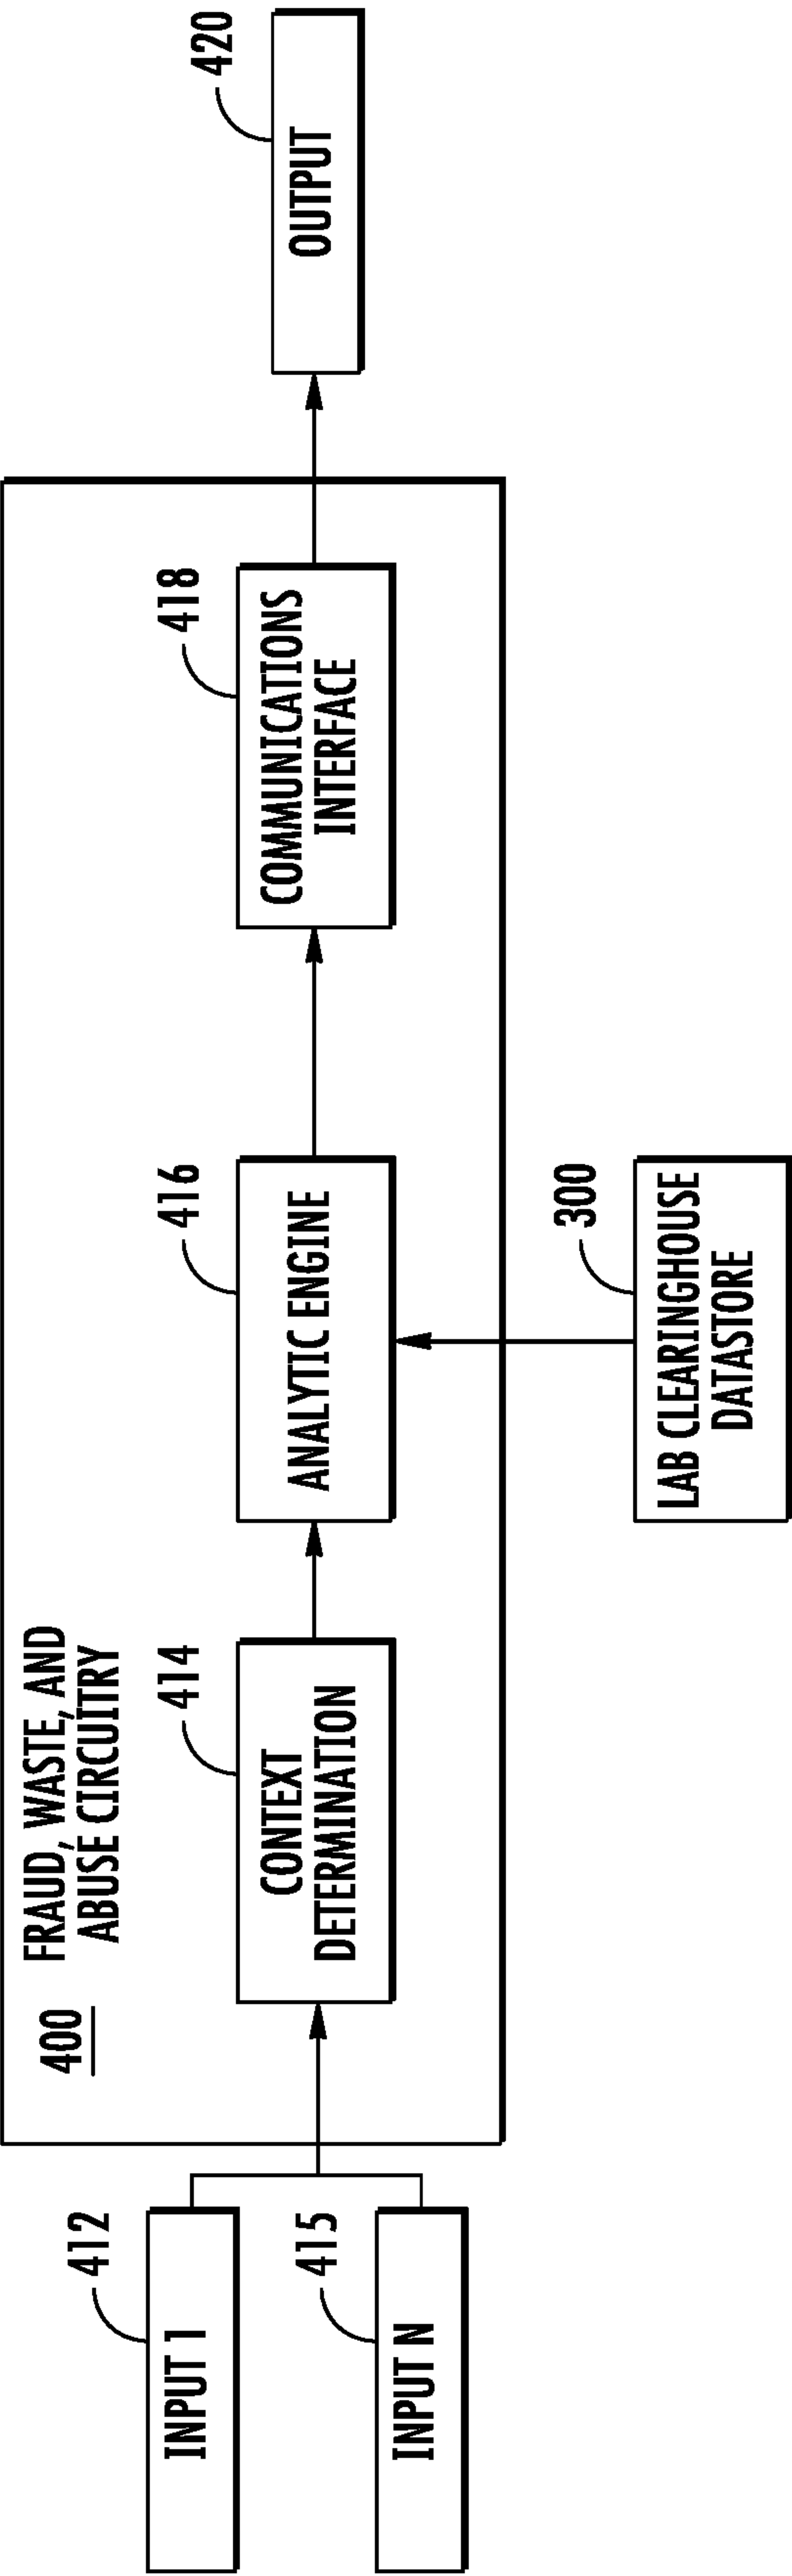 400
FRAUD, WASTE, AND
ABUSE CIRCUITRY
412
INPUT 1
415
INPUT N
414
CONTEXT
DETERMINATION
416
ANALYTIC ENGINE
418
COMMUNICATIONS
INTERFACE
420
OUTPUT
300
LAB CLEARINGHOUSE
DATASTORE